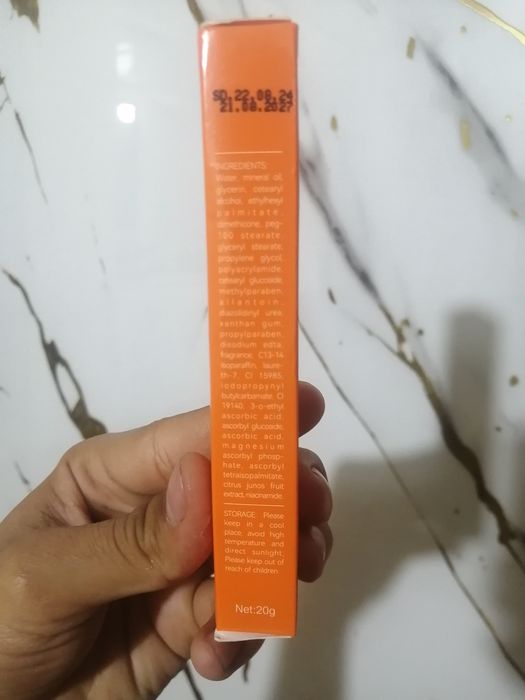 SD.22.08.24
21.08.2027
INGREDIENTS:
Water, mineral oil,
glycerin, cetearyl
alcohol, ethylhexyl
palmitate,
dimethicone, peg-
100 stearate,
glyceryl stearate,
propylene glycol,
polyacrylamide,
cetearyl glucoside,
methylparaben,
allantein,
diazolidinyl urea,
xanthan gum,
propylparaben,
disodium edta,
fragrance, C13-14
isoparaffin, laure-
th-7, CI 15985,
Iodopropynyl
butylcarbamate, CI
19140, 3-o-ethyl
ascorbic acid,
ascorbyl glucoside,
ascorbic acid,
magnesium
ascorbyl phosp-
hate, ascorbyl
tetraisopalmitate,
citrus junos fruit
extract, niacinamide.
STORAGE: Please
keep in a cool
place, avoid high
temperature and
direct sunlight;
Please keep out of
reach of children.
Net:20g